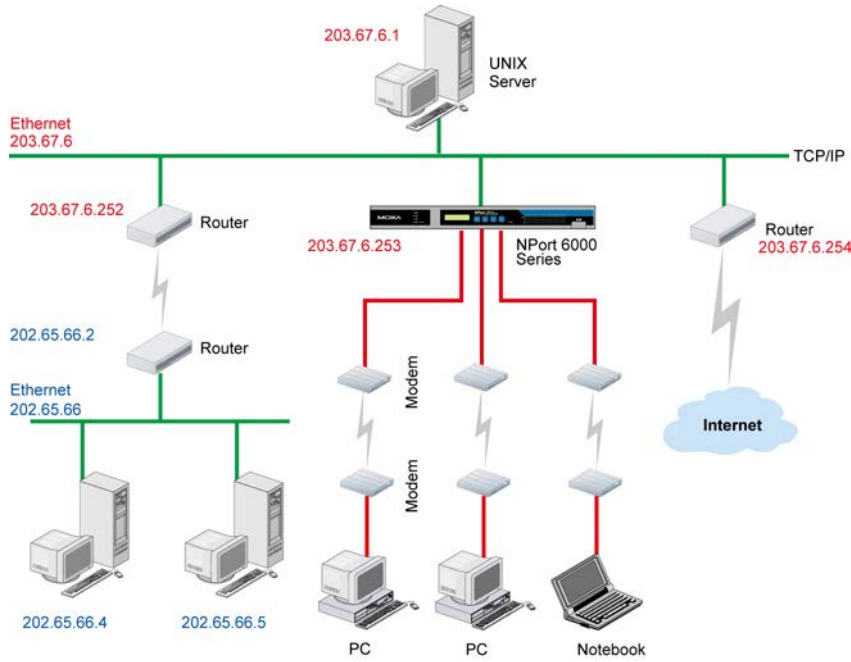 203.67.6.1
UNIX
Server
Ethernet
203.67.6
TCP/IP
203.67.6.252
Router
MOXA
203.67.6.253
NPort 6000
Series
Router
203.67.6.254
202.65.66.2
Router
Modem
Ethernet
202.65.66
Internet
Modem
202.65.66.4
202.65.66.5
PC
PC
Notebook